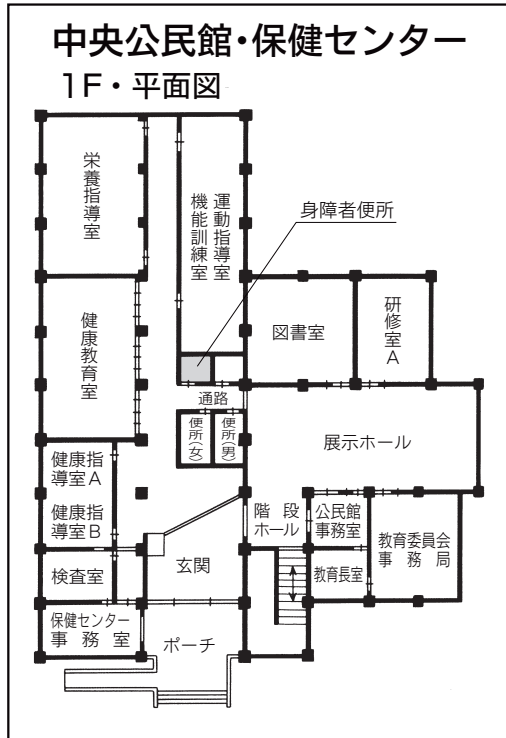 中央公民館・保健センター
1F・平面図
栄養指導室
運動指導室
機能訓練室
身障者便所
健康教育室
図書室
研修室A
通路
便所(女)
便所(男)
展示ホール
健康指
導室A
健康指
導室B
階段
ホール
公民館
事務室
教育委員会
事務局
検査室
玄関
教育長室
保健センター
事務室
ポーチ